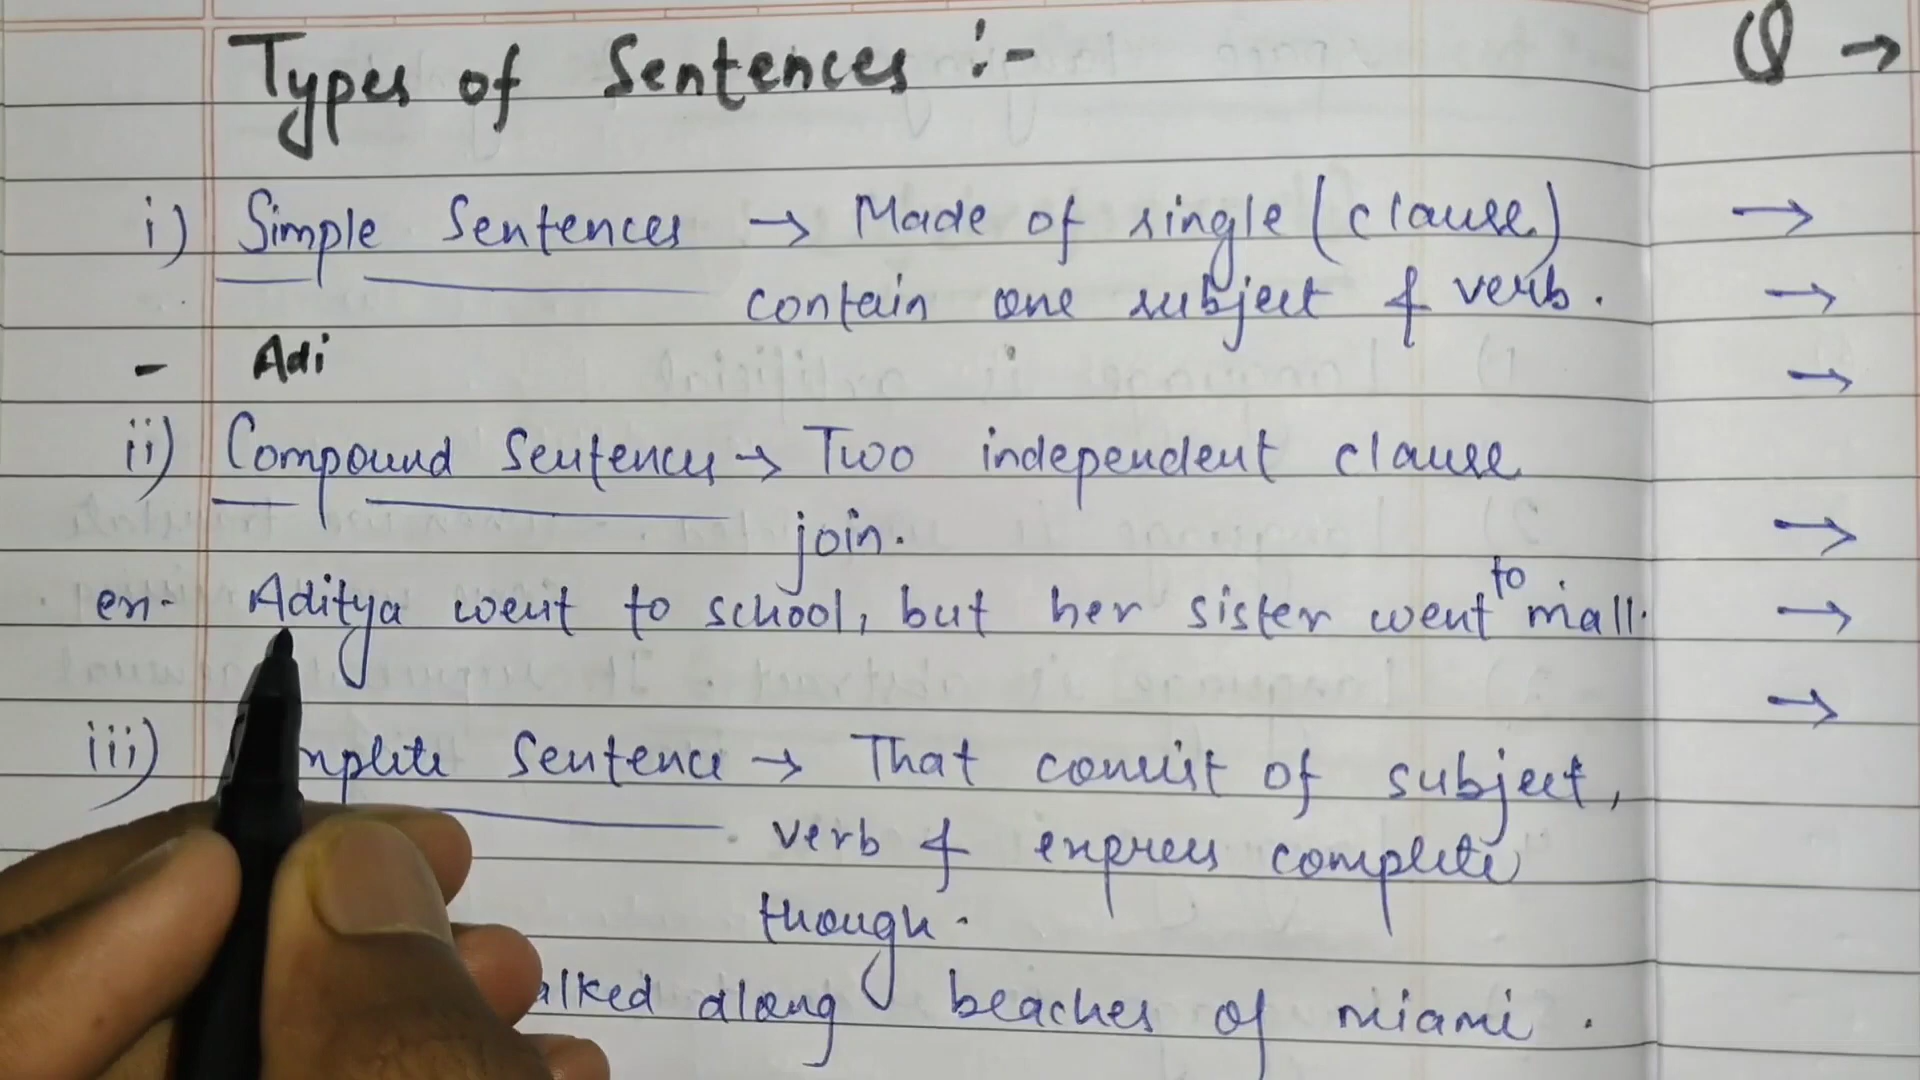 Types of Sentences :-
Q →
i) Simple Sentences → Made of single (clause)
→
contain one subject & verb.
→
- Adi
→
ii) Compound Sentences → Two independent clause
join.
→
ex- Aditya went to school, but her sister went to mall.
→
→
iii) mplete Sentence → That consist of subject,
verb & express complete
though.
alked along beaches of miami.